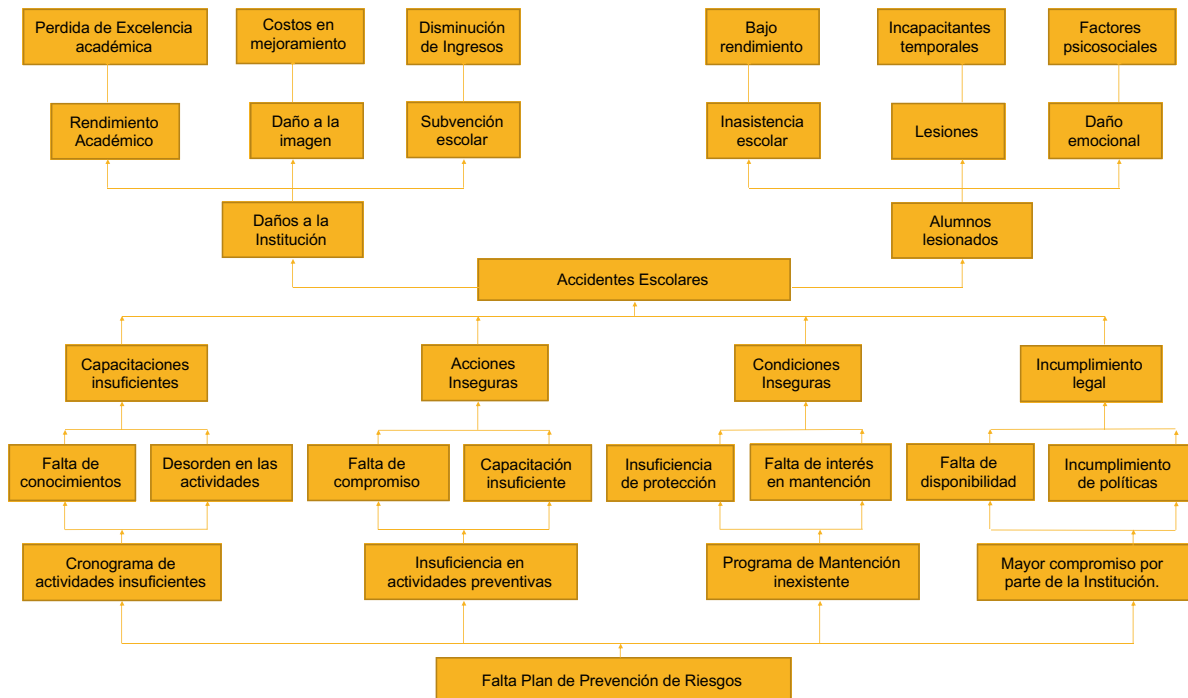 Perdida de Excelencia
académica
Costos en
mejoramiento
Disminución
de Ingresos
Bajo
rendimiento
Incapacitantes
temporales
Factores
psicosociales
Rendimiento
Académico
Daño a la
imagen
Subvención
escolar
Inasistencia
escolar
Lesiones
Daño
emocional
Daños a la
Institución
Alumnos
lesionados
Accidentes Escolares
Capacitaciones
insuficientes
Acciones
Inseguras
Condiciones
Inseguras
Incumplimiento
legal
Falta de
conocimientos
Desorden en las
actividades
Falta de
compromiso
Capacitación
insuficiente
Insuficiencia
de protección
Falta de interés
en mantención
Falta de
disponibilidad
Incumplimiento
de políticas
Cronograma de
actividades insuficientes
Insuficiencia en
actividades preventivas
Programa de Mantención
inexistente
Mayor compromiso por
parte de la Institución.
Falta Plan de Prevención de Riesgos